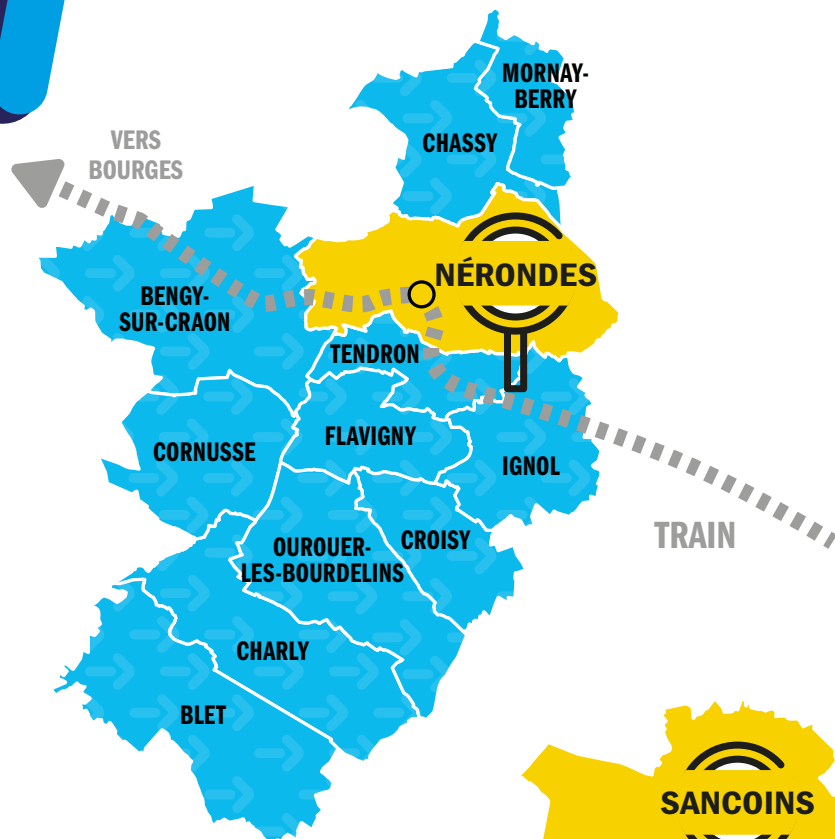 MORNAY-
BERRY
CHASSY
VERS
BOURGES
NÉRONDES
BENGY-
SUR-CRAON
TENDRON
FLAVIGNY
CORNUSSE
IGNOL
TRAIN
CROISY
OUROUER-
LES-BOURDELINS
CHARLY
BLET
SANCOINS